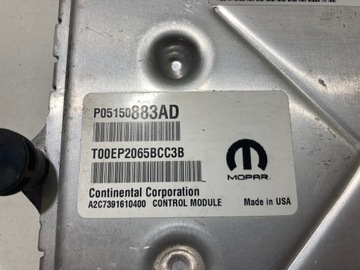 P05150883AD
T00EP2065BCC3B
MOPAR
Continental Corporation
A2C7391610400 CONTROL MODULE Made in USA